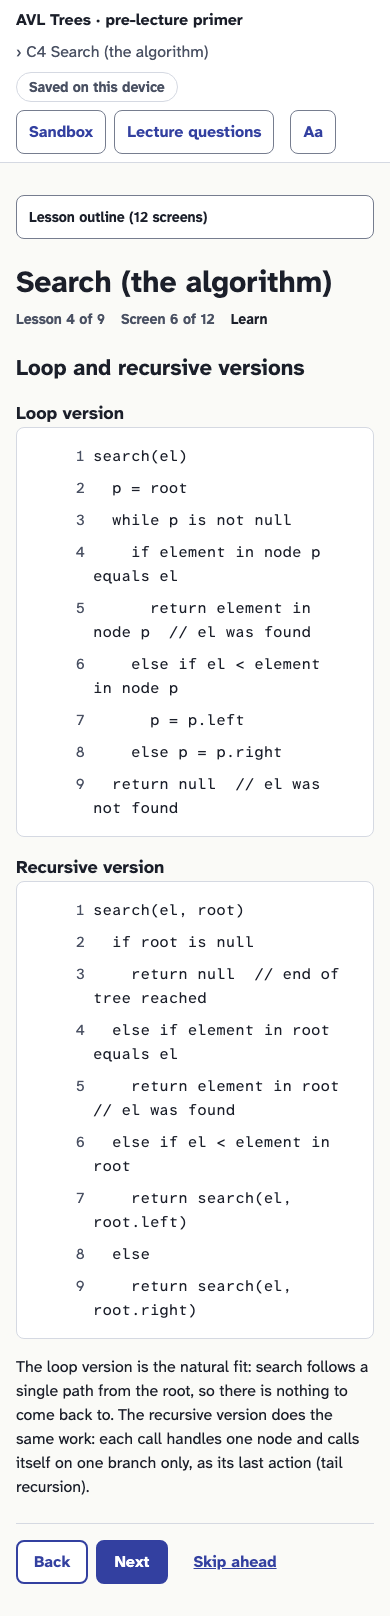 AVL Trees · pre-lecture primer
› C4 Search (the algorithm)
Saved on this device
Sandbox
Lecture questions
Aa
Lesson outline (12 screens)
Search (the algorithm)
Lesson 4 of 9 Screen 6 of 12 Learn
Loop and recursive versions
Loop version
1 search(el)
2   p = root
3   while p is not null
4     if element in node p
equals el
5       return element in
node p  // el was found
6     else if el < element
in node p
7       p = p.left
8     else p = p.right
9   return null  // el was
not found
Recursive version
1 search(el, root)
2   if root is null
3     return null  // end of
tree reached
4   else if element in root
equals el
5     return element in root
// el was found
6   else if el < element in
root
7     return search(el,
root.left)
8   else
9     return search(el,
root.right)
The loop version is the natural fit: search follows a
single path from the root, so there is nothing to
come back to. The recursive version does the
same work: each call handles one node and calls
itself on one branch only, as its last action (tail
recursion).
Back
Next
Skip ahead